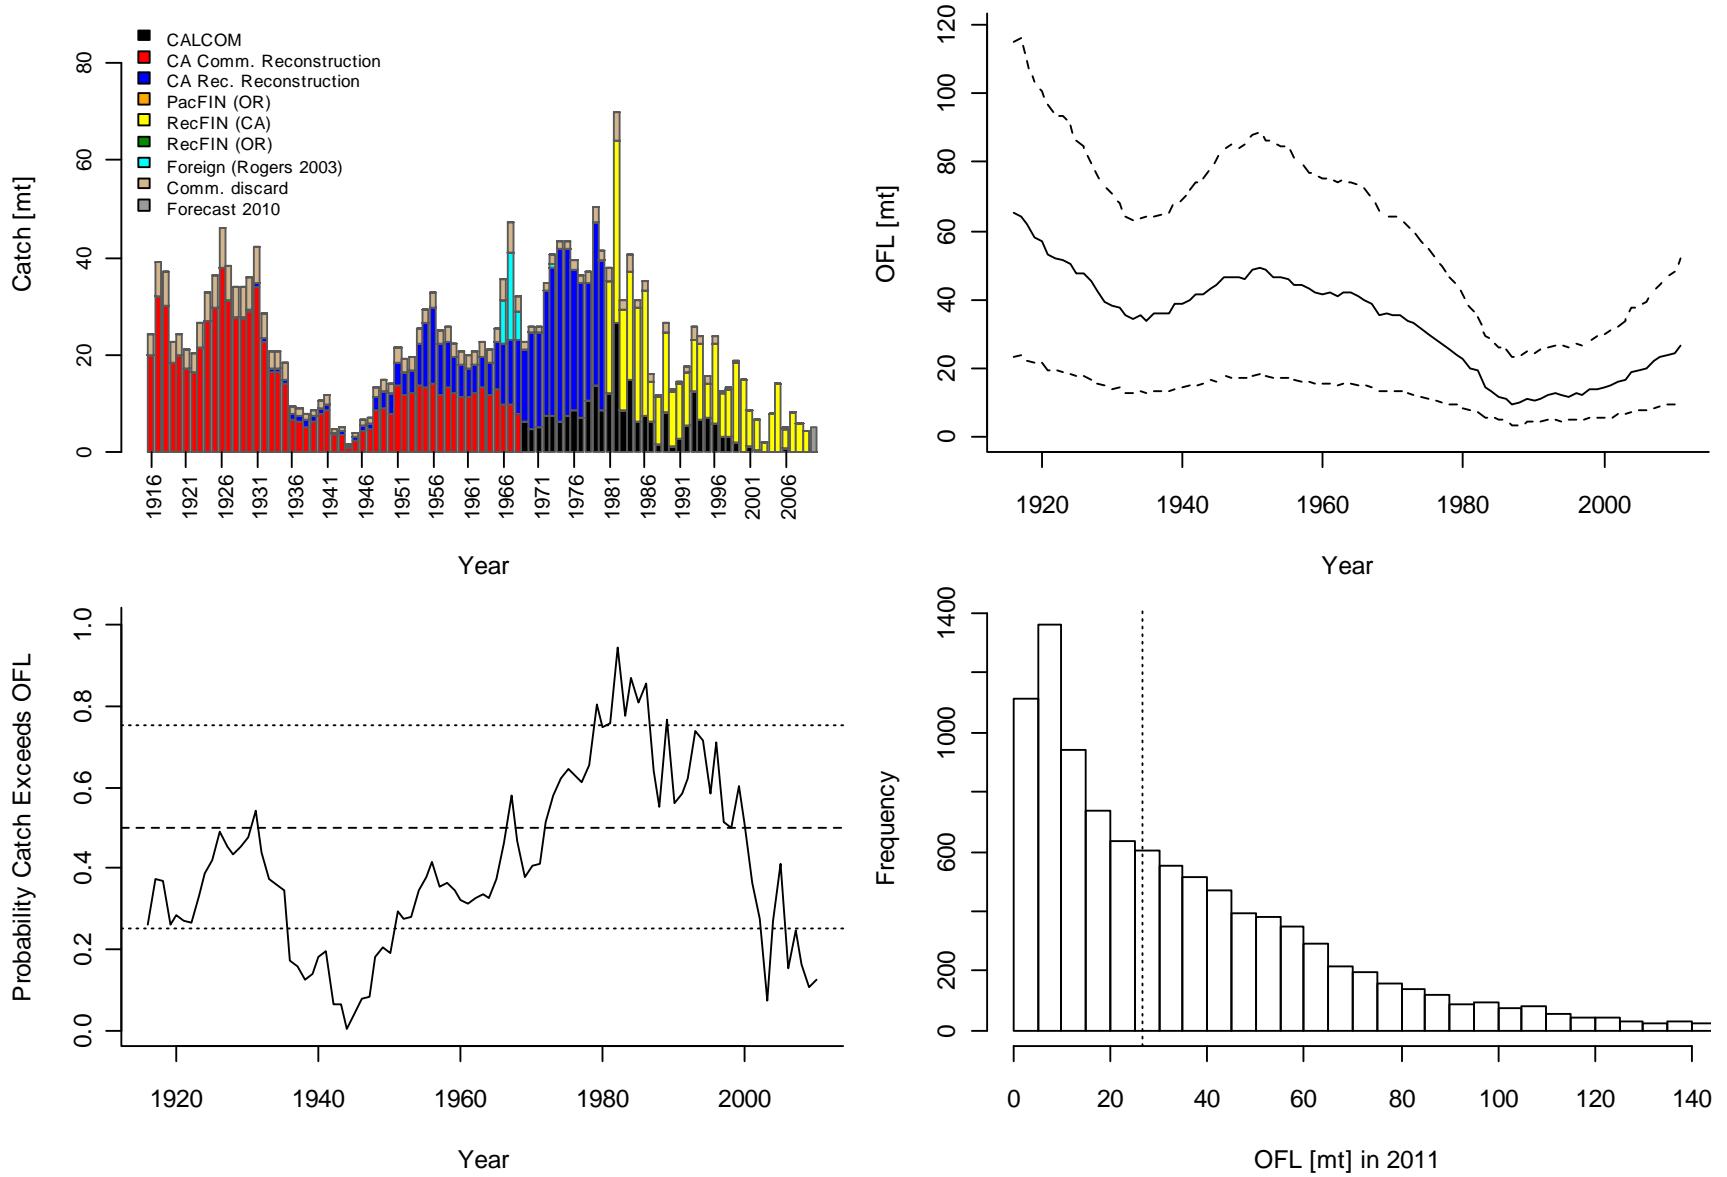 CALCOM
CA Comm. Reconstruction
CA Rec. Reconstruction
PacFIN (OR)
RecFIN (CA)
RecFIN (OR)
Foreign (Rogers 2003)
Comm. discard
Forecast 2010
Catch [mt]
0 20 40 60 80
1916 1921 1926 1931 1936 1941 1946 1951 1956 1961 1966 1971 1976 1981 1986 1991 1996 2001 2006
Year
OFL [mt]
0 20 40 60 80 100 120
1920 1940 1960 1980 2000
Year
Probability Catch Exceeds OFL
0.0 0.2 0.4 0.6 0.8 1.0
1920 1940 1960 1980 2000
Year
Frequency
0 200 600 1000 1400
0 20 40 60 80 100 120 140
OFL [mt] in 2011